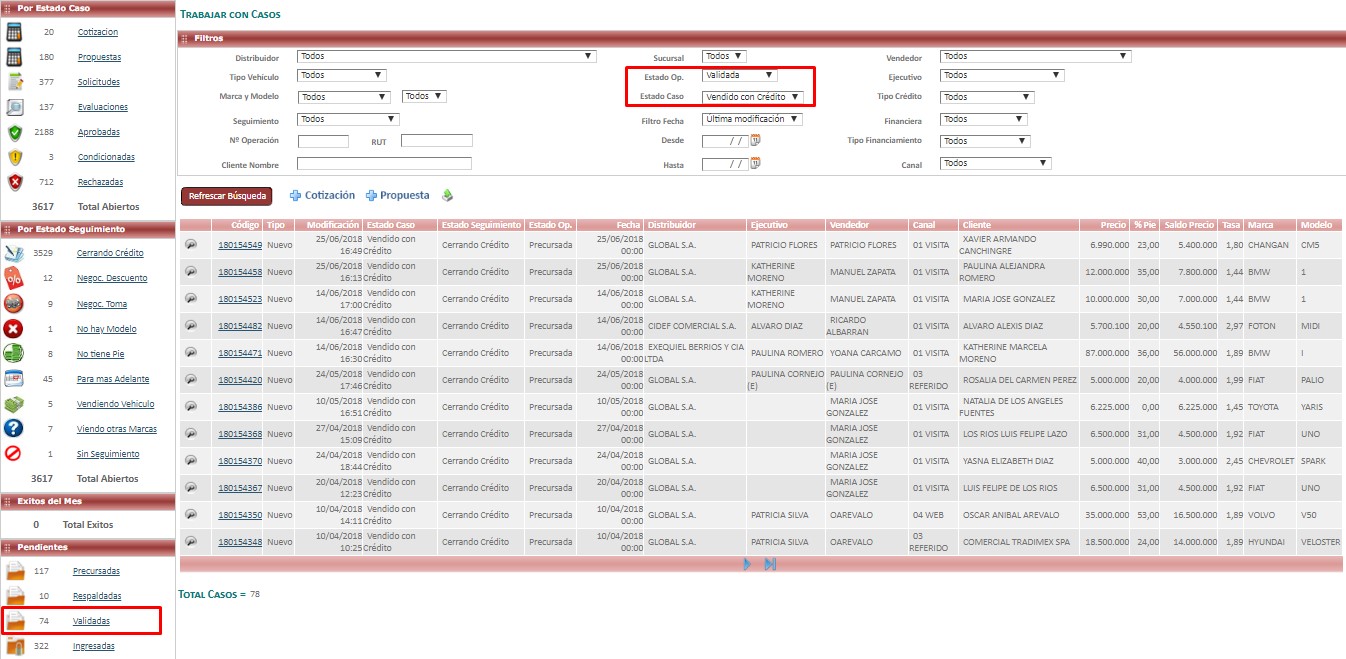 Por Estado Caso
20 Cotizacion
180 Propuestas
377 Solicitudes
137 Evaluaciones
2188 Aprobadas
3 Condicionadas
712 Rechazadas
3617 Total Abiertos
Por Estado Seguimiento
3529 Cerrando Crédito
12 Negoc. Descuento
9 Negoc. Toma
1 No hay Modelo
8 No tiene Pie
45 Para mas Adelante
5 Vendiendo Vehiculo
7 Viendo otras Marcas
1 Sin Seguimiento
3617 Total Abiertos
Exitos del Mes
0 Total Exitos
Pendientes
117 Precursadas
10 Respaldadas
74 Validadas
322 Ingresadas
Trabajar con Casos
Filtros
Distribuidor Todos Sucursal Todos Vendedor Todos
Tipo Vehículo Todos Estado Op. Validada Ejecutivo Todos
Marca y Modelo Todos Todos Estado Caso Vendido con Crédito Tipo Crédito Todos
Seguimiento Todos Filtro Fecha Última modificación Financiera Todos
Nº Operación RUT Desde / / Tipo Financiamiento Todos
Cliente Nombre Hasta / / Canal Todos
Refrescar Búsqueda Cotización Propuesta
Código Tipo Modificación Estado Caso Estado Seguimiento Estado Op. Fecha Distribuidor Ejecutivo Vendedor Canal Cliente Precio % Pie Saldo Precio Tasa Marca Modelo
180154549 Nuevo 25/06/2018 16:49 Vendido con Crédito Cerrando Crédito Precursada 25/06/2018 00:00 GLOBAL S.A. PATRICIO FLORES PATRICIO FLORES 01 VISITA XAVIER ARMANDO CANCHINGRE 6.990.000 23,00 5.400.000 1,80 CHANGAN CM5
180154458 Nuevo 25/06/2018 16:13 Vendido con Crédito Cerrando Crédito Precursada 25/06/2018 00:00 GLOBAL S.A. KATHERINE MORENO MANUEL ZAPATA 01 VISITA PAULINA ALEJANDRA ROMERO 12.000.000 35,00 7.800.000 1,44 BMW 1
180154523 Nuevo 14/06/2018 17:00 Vendido con Crédito Cerrando Crédito Precursada 14/06/2018 00:00 GLOBAL S.A. KATHERINE MORENO MANUEL ZAPATA 01 VISITA MARIA JOSE GONZALEZ 10.000.000 30,00 7.000.000 1,44 BMW 1
180154482 Nuevo 14/06/2018 16:47 Vendido con Crédito Cerrando Crédito Precursada 14/06/2018 00:00 CIDEF COMERCIAL S.A. ALVARO DIAZ RICARDO ALBARRAN 01 VISITA ALVARO ALEXIS DIAZ 5.700.100 20,00 4.550.100 2,97 FOTON MIDI
180154471 Nuevo 14/06/2018 16:30 Vendido con Crédito Cerrando Crédito Precursada 14/06/2018 00:00 EXEQUIEL BERRIOS Y CIA LTDA PAULINA ROMERO YOANA CARCAMO 01 VISITA KATHERINE MARCELA MORENO 87.000.000 36,00 56.000.000 1,89 BMW I
180154420 Nuevo 24/05/2018 17:46 Vendido con Crédito Cerrando Crédito Precursada 24/05/2018 00:00 GLOBAL S.A. PAULINA CORNEJO (E) PAULINA CORNEJO (E) 03 REFERIDO ROSALIA DEL CARMEN PEREZ 5.000.000 20,00 4.000.000 1,99 FIAT PALIO
180154386 Nuevo 10/05/2018 16:51 Vendido con Crédito Cerrando Crédito Precursada 10/05/2018 00:00 GLOBAL S.A. MARIA JOSE GONZALEZ 01 VISITA NATALIA DE LOS ANGELES FUENTES 6.225.000 0,00 6.225.000 1,45 TOYOTA YARIS
180154368 Nuevo 27/04/2018 15:09 Vendido con Crédito Cerrando Crédito Precursada 27/04/2018 00:00 GLOBAL S.A. MARIA JOSE GONZALEZ 01 VISITA LOS RIOS LUIS FELIPE LAZO 6.500.000 31,00 4.500.000 1,92 FIAT UNO
180154370 Nuevo 24/04/2018 18:44 Vendido con Crédito Cerrando Crédito Precursada 24/04/2018 00:00 GLOBAL S.A. MARIA JOSE GONZALEZ 01 VISITA YASNA ELIZABETH DIAZ 5.000.000 40,00 3.000.000 2,45 CHEVROLET SPARK
180154367 Nuevo 20/04/2018 12:23 Vendido con Crédito Cerrando Crédito Precursada 20/04/2018 00:00 GLOBAL S.A. MARIA JOSE GONZALEZ 01 VISITA LUIS FELIPE DE LOS RIOS 6.500.000 31,00 4.500.000 1,92 FIAT UNO
180154350 Nuevo 10/04/2018 14:11 Vendido con Crédito Cerrando Crédito Precursada 10/04/2018 00:00 GLOBAL S.A. PATRICIA SILVA OAREVALO 04 WEB OSCAR ANIBAL AREVALO 35.000.000 53,00 16.500.000 1,89 VOLVO V50
180154348 Nuevo 10/04/2018 10:25 Vendido con Crédito Cerrando Crédito Precursada 10/04/2018 00:00 GLOBAL S.A. PATRICIA SILVA OAREVALO 03 REFERIDO COMERCIAL TRADIMEX SPA 18.500.000 24,00 14.000.000 1,89 HYUNDAI VELOSTER
Total Casos = 78